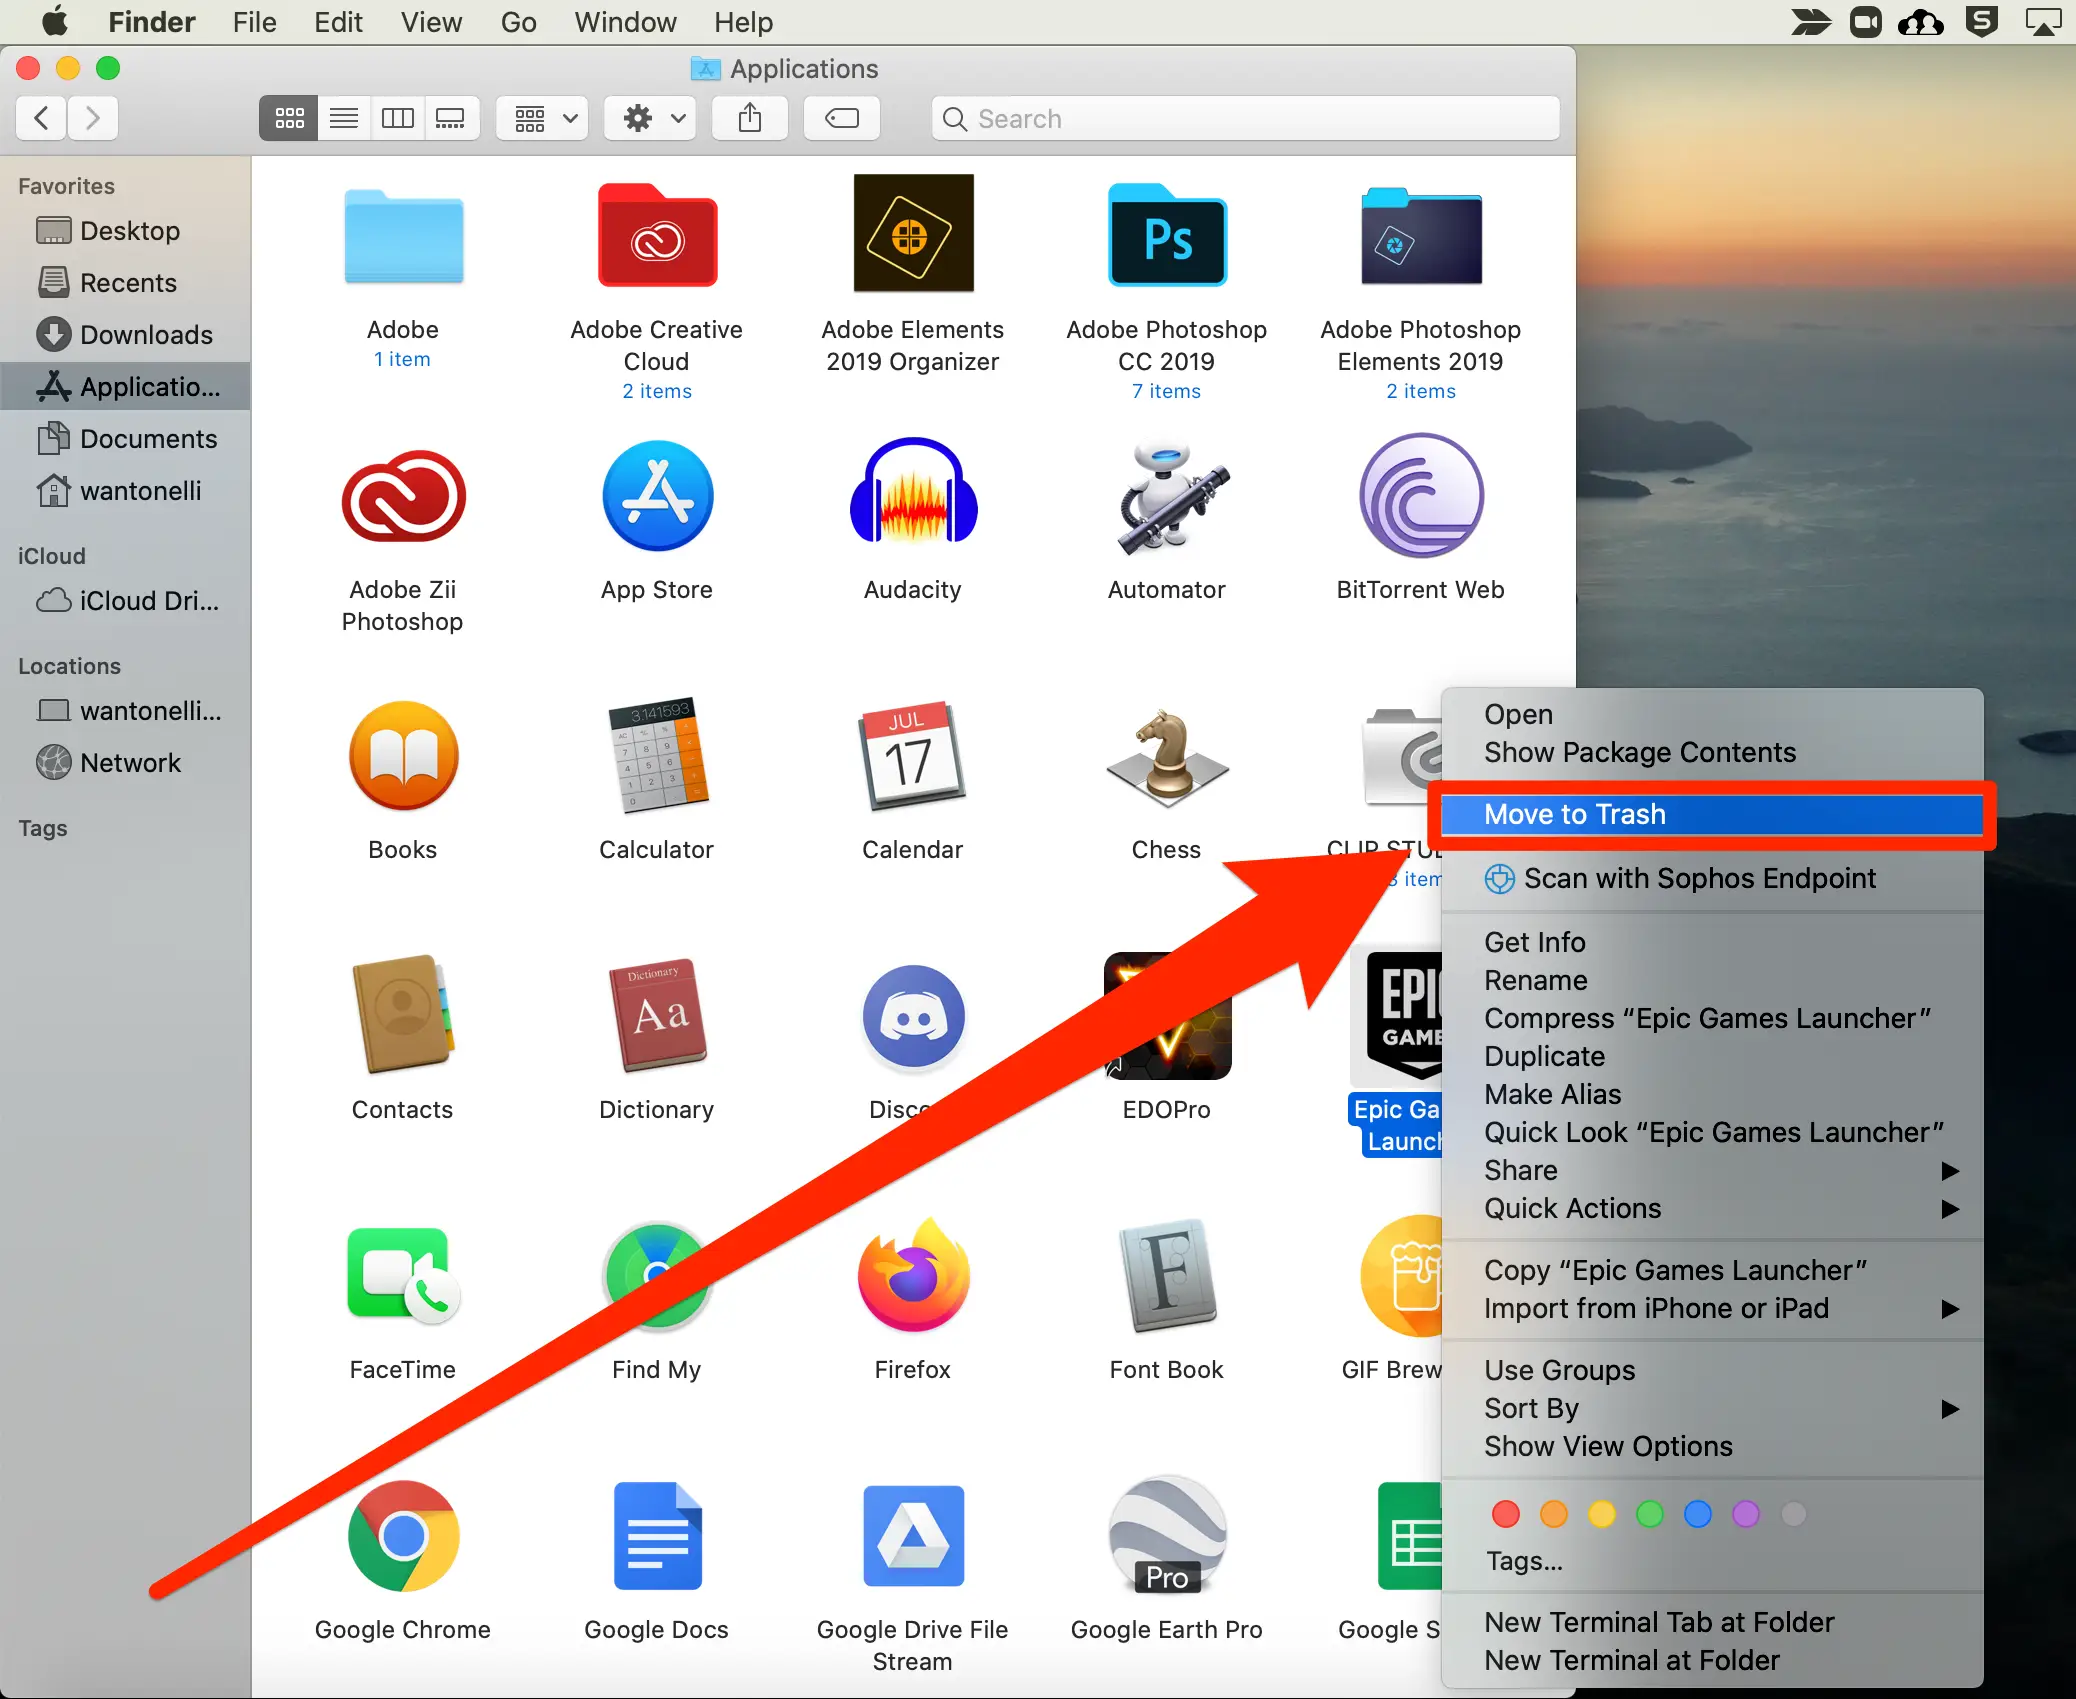 Finder File Edit View Go Window Help
Applications
Search
Favorites
Desktop
Recents
Downloads
Applicatio...
Documents
wantonelli
iCloud
iCloud Dri...
Locations
wantonelli...
Network
Tags
Adobe
1 item
Adobe Creative
Cloud
2 items
Adobe Elements
2019 Organizer
Ps
Adobe Photoshop
CC 2019
7 items
Adobe Photoshop
Elements 2019
2 items
Adobe Zii
Photoshop
App Store
Audacity
Automator
BitTorrent Web
Books
3.141593
Calculator
JUL
17
Calendar
Chess
CLIP STU
3 item
Contacts
Dictionary
Aa
Dictionary
Disco
EDOPro
EPIC
GAME
Epic Ga
Launch
FaceTime
Find My
Firefox
F
Font Book
GIF Brew
Google Chrome
Google Docs
Google Drive File
Stream
Pro
Google Earth Pro
Google S
Open
Show Package Contents
Move to Trash
Scan with Sophos Endpoint
Get Info
Rename
Compress “Epic Games Launcher”
Duplicate
Make Alias
Quick Look “Epic Games Launcher”
Share
Quick Actions
Copy “Epic Games Launcher”
Import from iPhone or iPad
Use Groups
Sort By
Show View Options
Tags...
New Terminal Tab at Folder
New Terminal at Folder